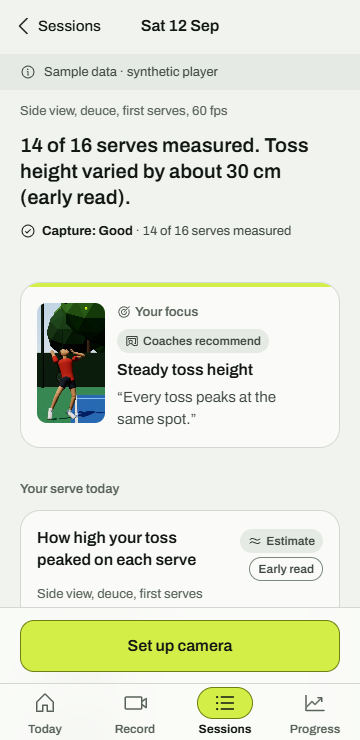 Sessions
Sat 12 Sep
Sample data · synthetic player
Side view, deuce, first serves, 60 fps
14 of 16 serves measured. Toss
height varied by about 30 cm
(early read).
Capture: Good · 14 of 16 serves measured
Your focus
Coaches recommend
Steady toss height
“Every toss peaks at the
same spot.”
Your serve today
How high your toss
peaked on each serve
Estimate
Early read
Side view, deuce, first serves
Set up camera
Today
Record
Sessions
Progress